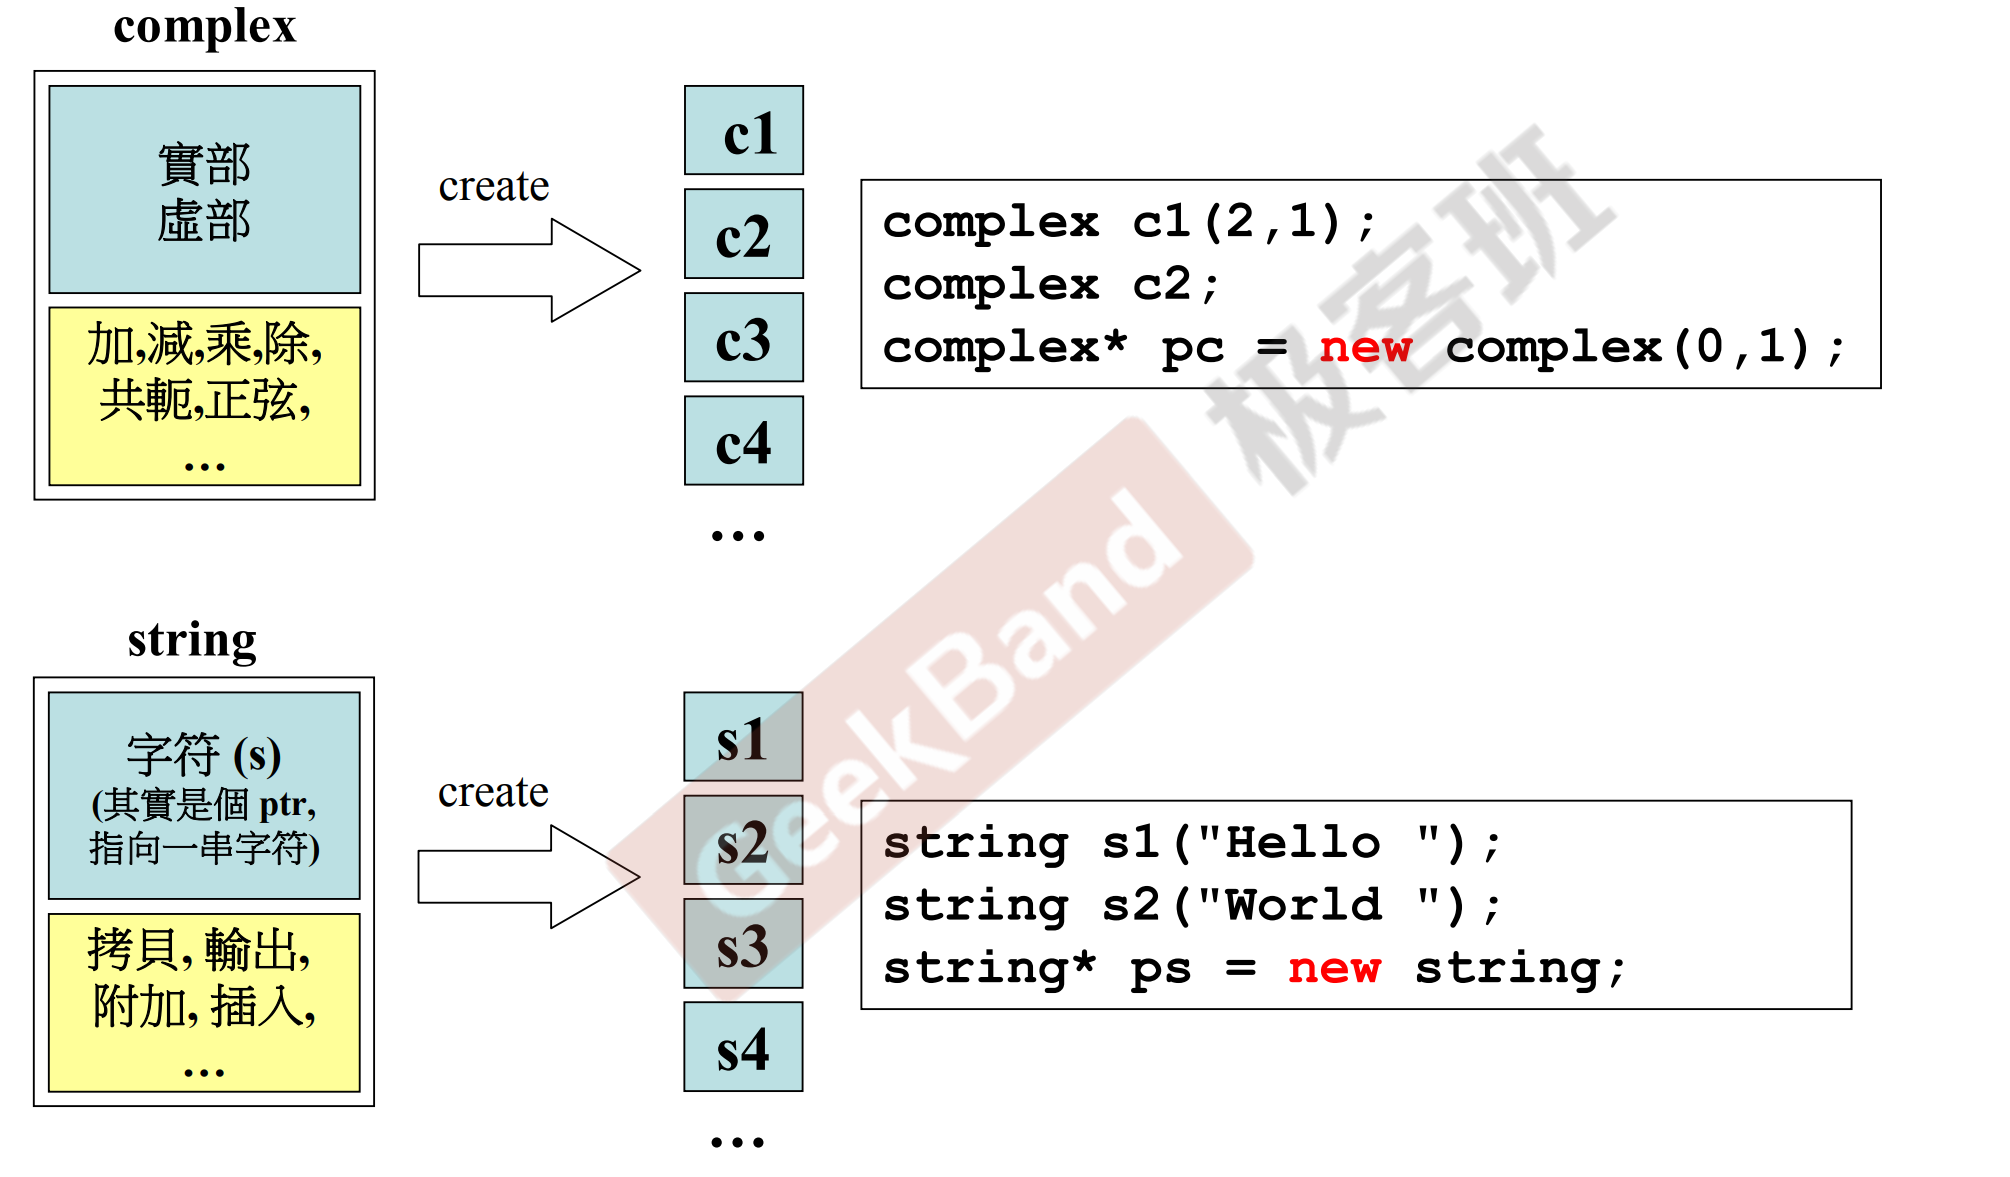 complex
實部
虛部
加,減,乘,除,
共軛,正弦,
…
create
c1
c2
c3
c4
…
complex c1(2,1);
complex c2;
complex* pc = new complex(0,1);
string
字符 (s)
(其實是個 ptr,
指向一串字符)
拷貝, 輸出,
附加, 插入,
…
create
s1
s2
s3
s4
…
string s1("Hello ");
string s2("World ");
string* ps = new string;
GeekBand 极客班